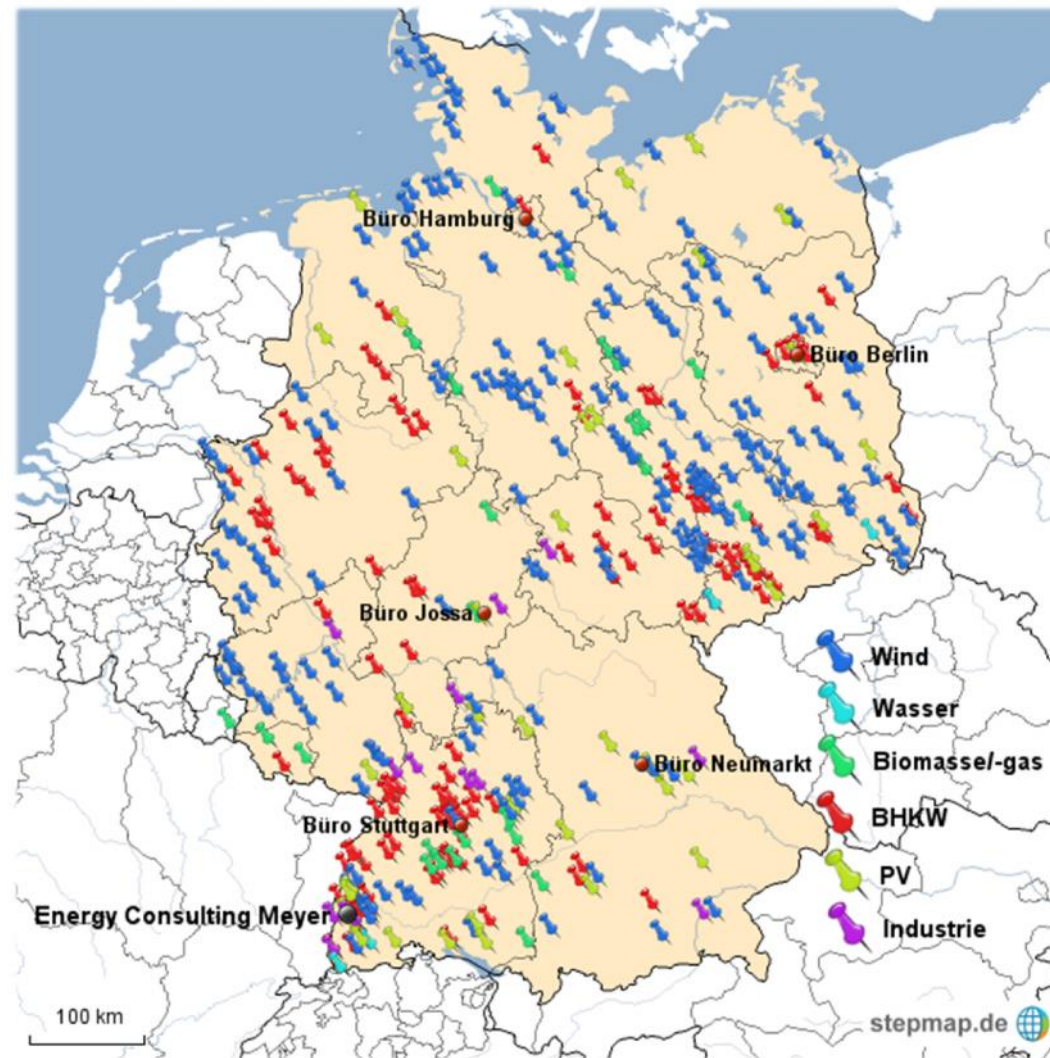 Büro Hamburg
Büro Berlin
Büro Jossa
Wind
Wasser
Büro Neumarkt
Biomasse/-gas
BHKW
Büro Stuttgart
PV
Energy Consulting Meyer
Industrie
100 km
stepmap.de